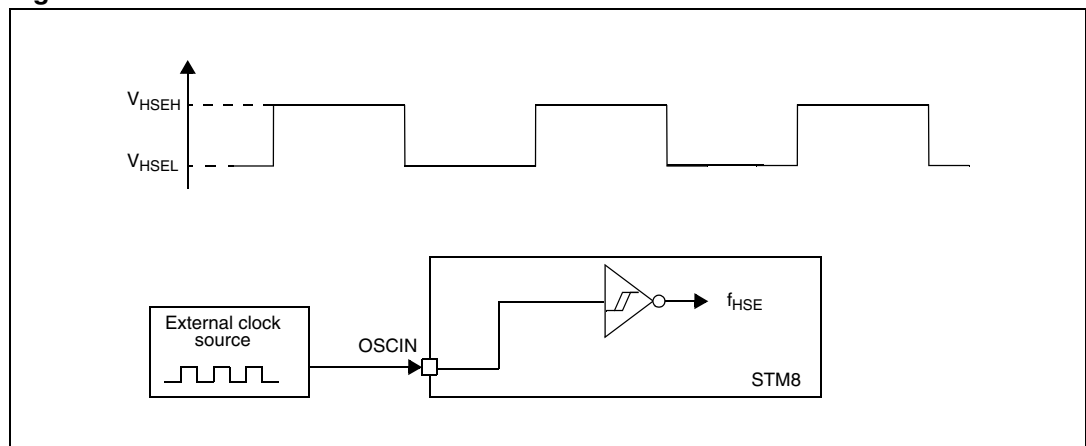 V_HSEH
V_HSEL
External clock
source
OSCIN
f_HSE
STM8